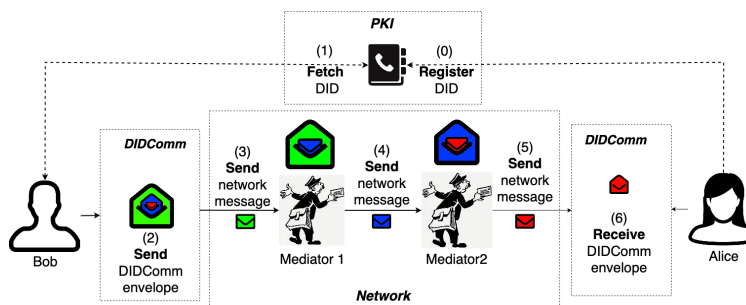 PKI
(1)
Fetch
DID
(0)
Register
DID
DIDComm
(2)
Send
DIDComm
envelope
Bob
(3)
Send
network
message
Mediator 1
(4)
Send
network
message
Mediator2
(5)
Send
network
message
Network
DIDComm
(6)
Receive
DIDComm
envelope
Alice